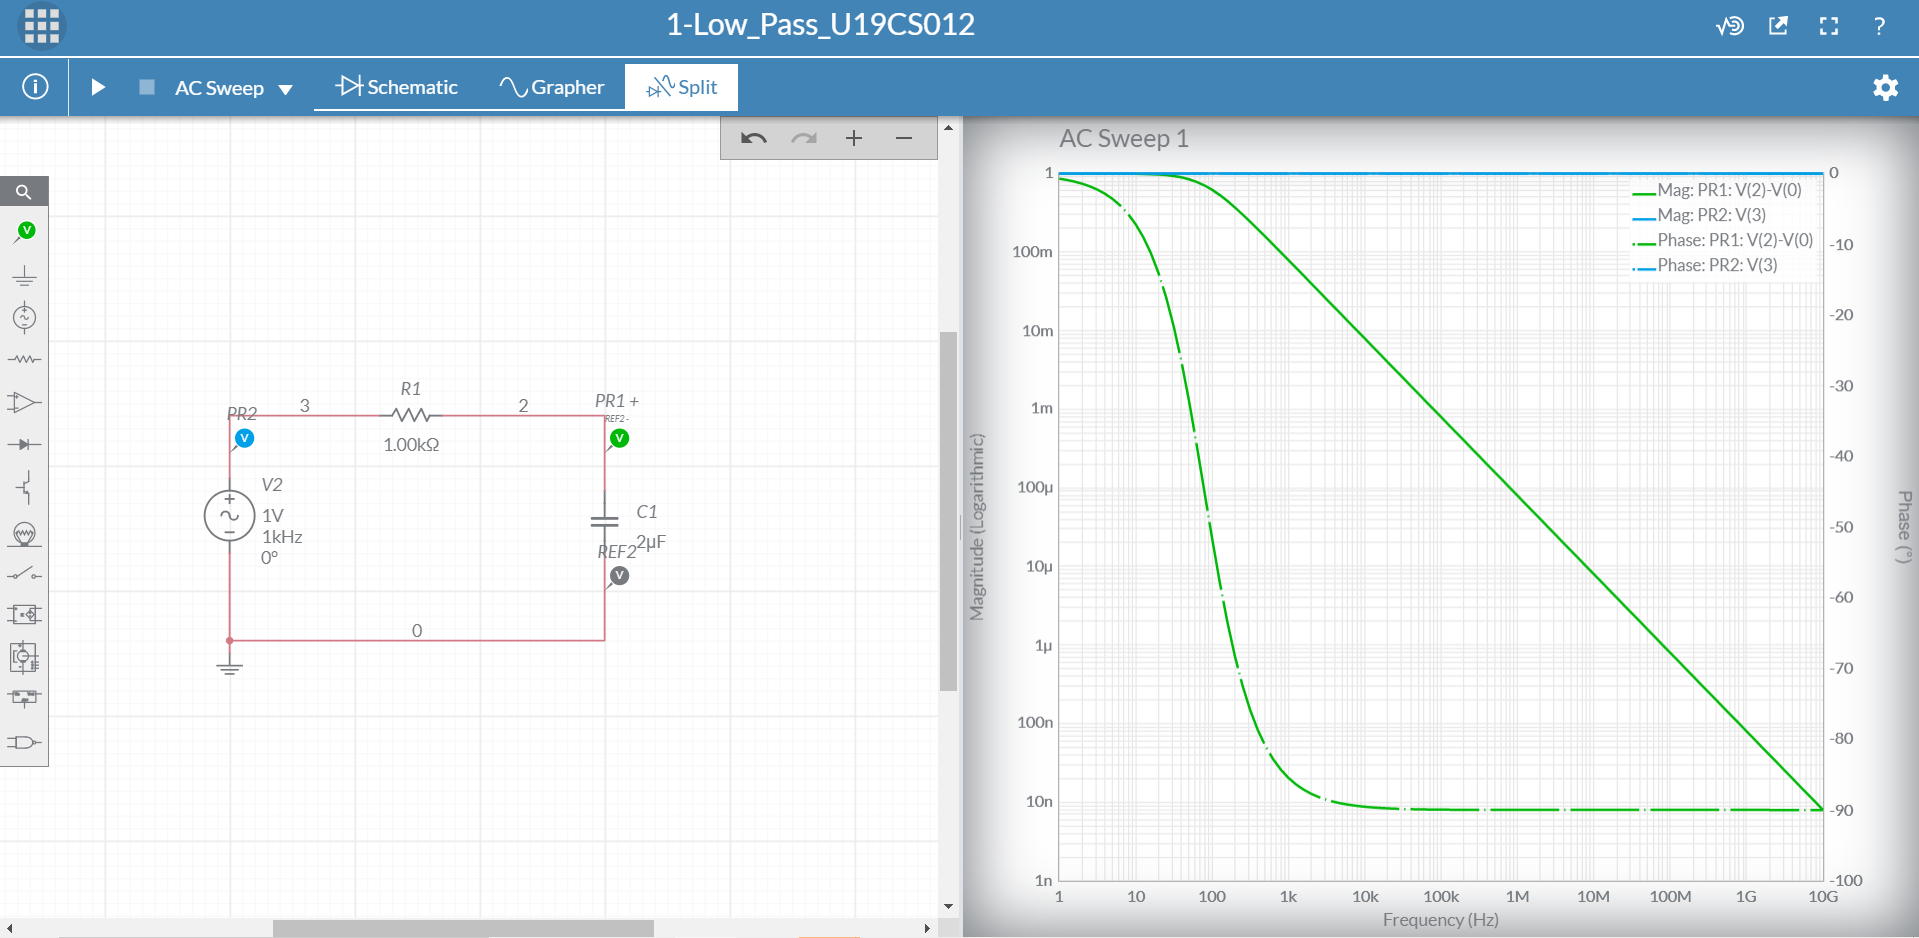 1-Low_Pass_U19CS012
?
i
AC Sweep
Schematic
Grapher
Split
V
PR2
3
R1
2
PR1 +
REF2 -
V
V
1.00kΩ
V2
1V
1kHz
0°
C1
2µF
REF2
V
0
AC Sweep 1
Mag: PR1: V(2)-V(0)
Mag: PR2: V(3)
Phase: PR1: V(2)-V(0)
Phase: PR2: V(3)
Magnitude (Logarithmic)
1
100m
10m
1m
100µ
10µ
1µ
100n
10n
1n
0
-10
-20
-30
-40
-50
-60
-70
-80
-90
-100
Phase (°)
1 10 100 1k 10k 100k 1M 10M 100M 1G 10G
Frequency (Hz)